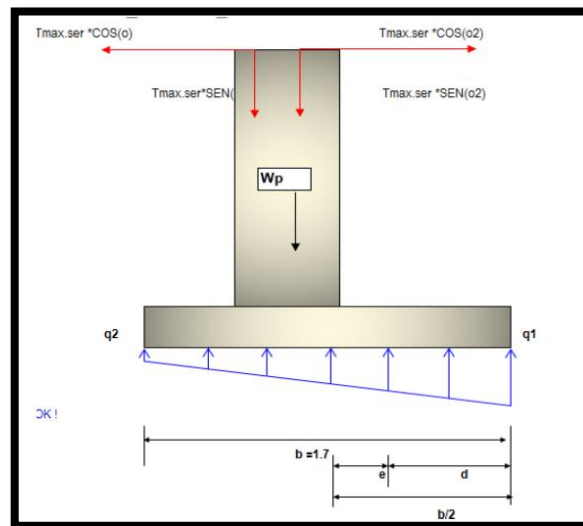 Tmax.ser *COS(o)
Tmax.ser *COS(o2)
Tmax.ser*SEN(
Tmax.ser *SEN(o2)
Wp
q2
q1
OK !
b =1.7
e
d
b/2